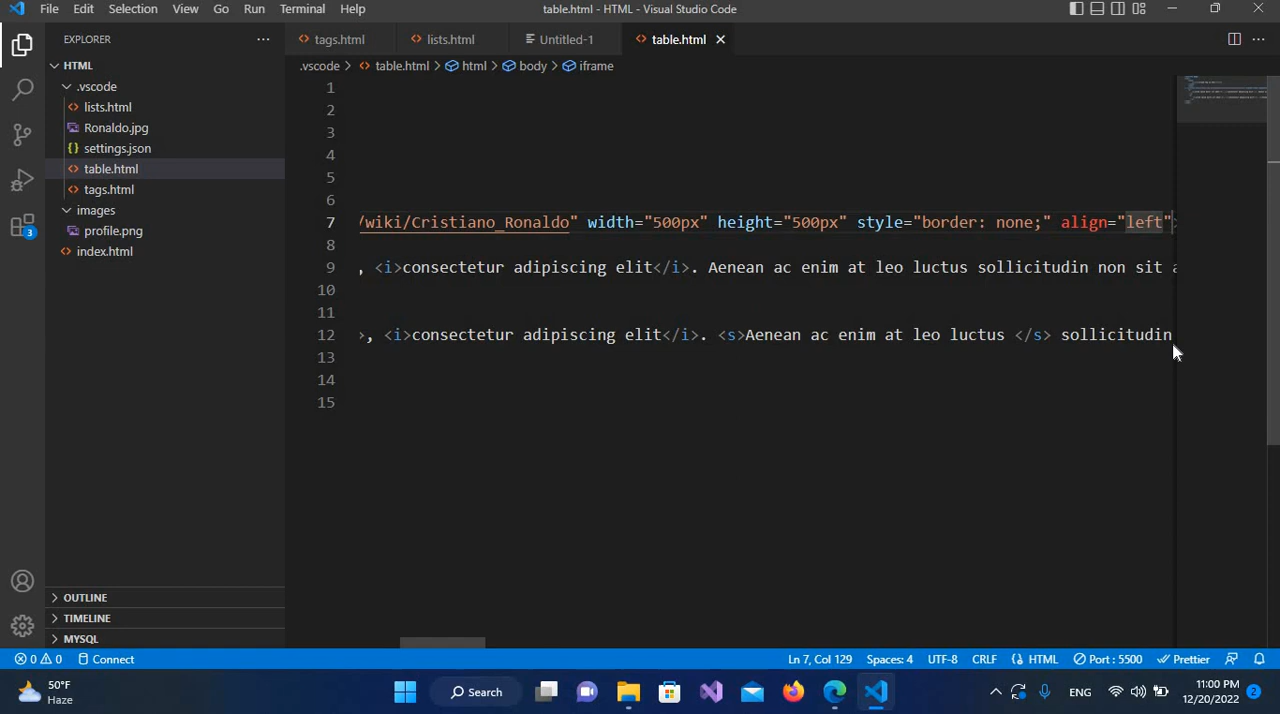 File Edit Selection View Go Run Terminal Help table.html - HTML - Visual Studio Code
EXPLORER
tags.html lists.html Untitled-1 table.html
HTML
.vscode > table.html > html > body > iframe
.vscode
lists.html
Ronaldo.jpg
settings.json
table.html
tags.html
images
profile.png
index.html
1
2
3
4
5
6
7 /wiki/Cristiano_Ronaldo" width="500px" height="500px" style="border: none;" align="left">
8
9 , <i>consectetur adipiscing elit</i>. Aenean ac enim at leo luctus sollicitudin non sit a
10
11
12 >, <i>consectetur adipiscing elit</i>. <s>Aenean ac enim at leo luctus </s> sollicitudin
13
14
15
3
OUTLINE
TIMELINE
MYSQL
0 0 Connect Ln 7, Col 129 Spaces: 4 UTF-8 CRLF HTML Port : 5500 Prettier
50°F
Haze
Search
ENG
11:00 PM
12/20/2022
2